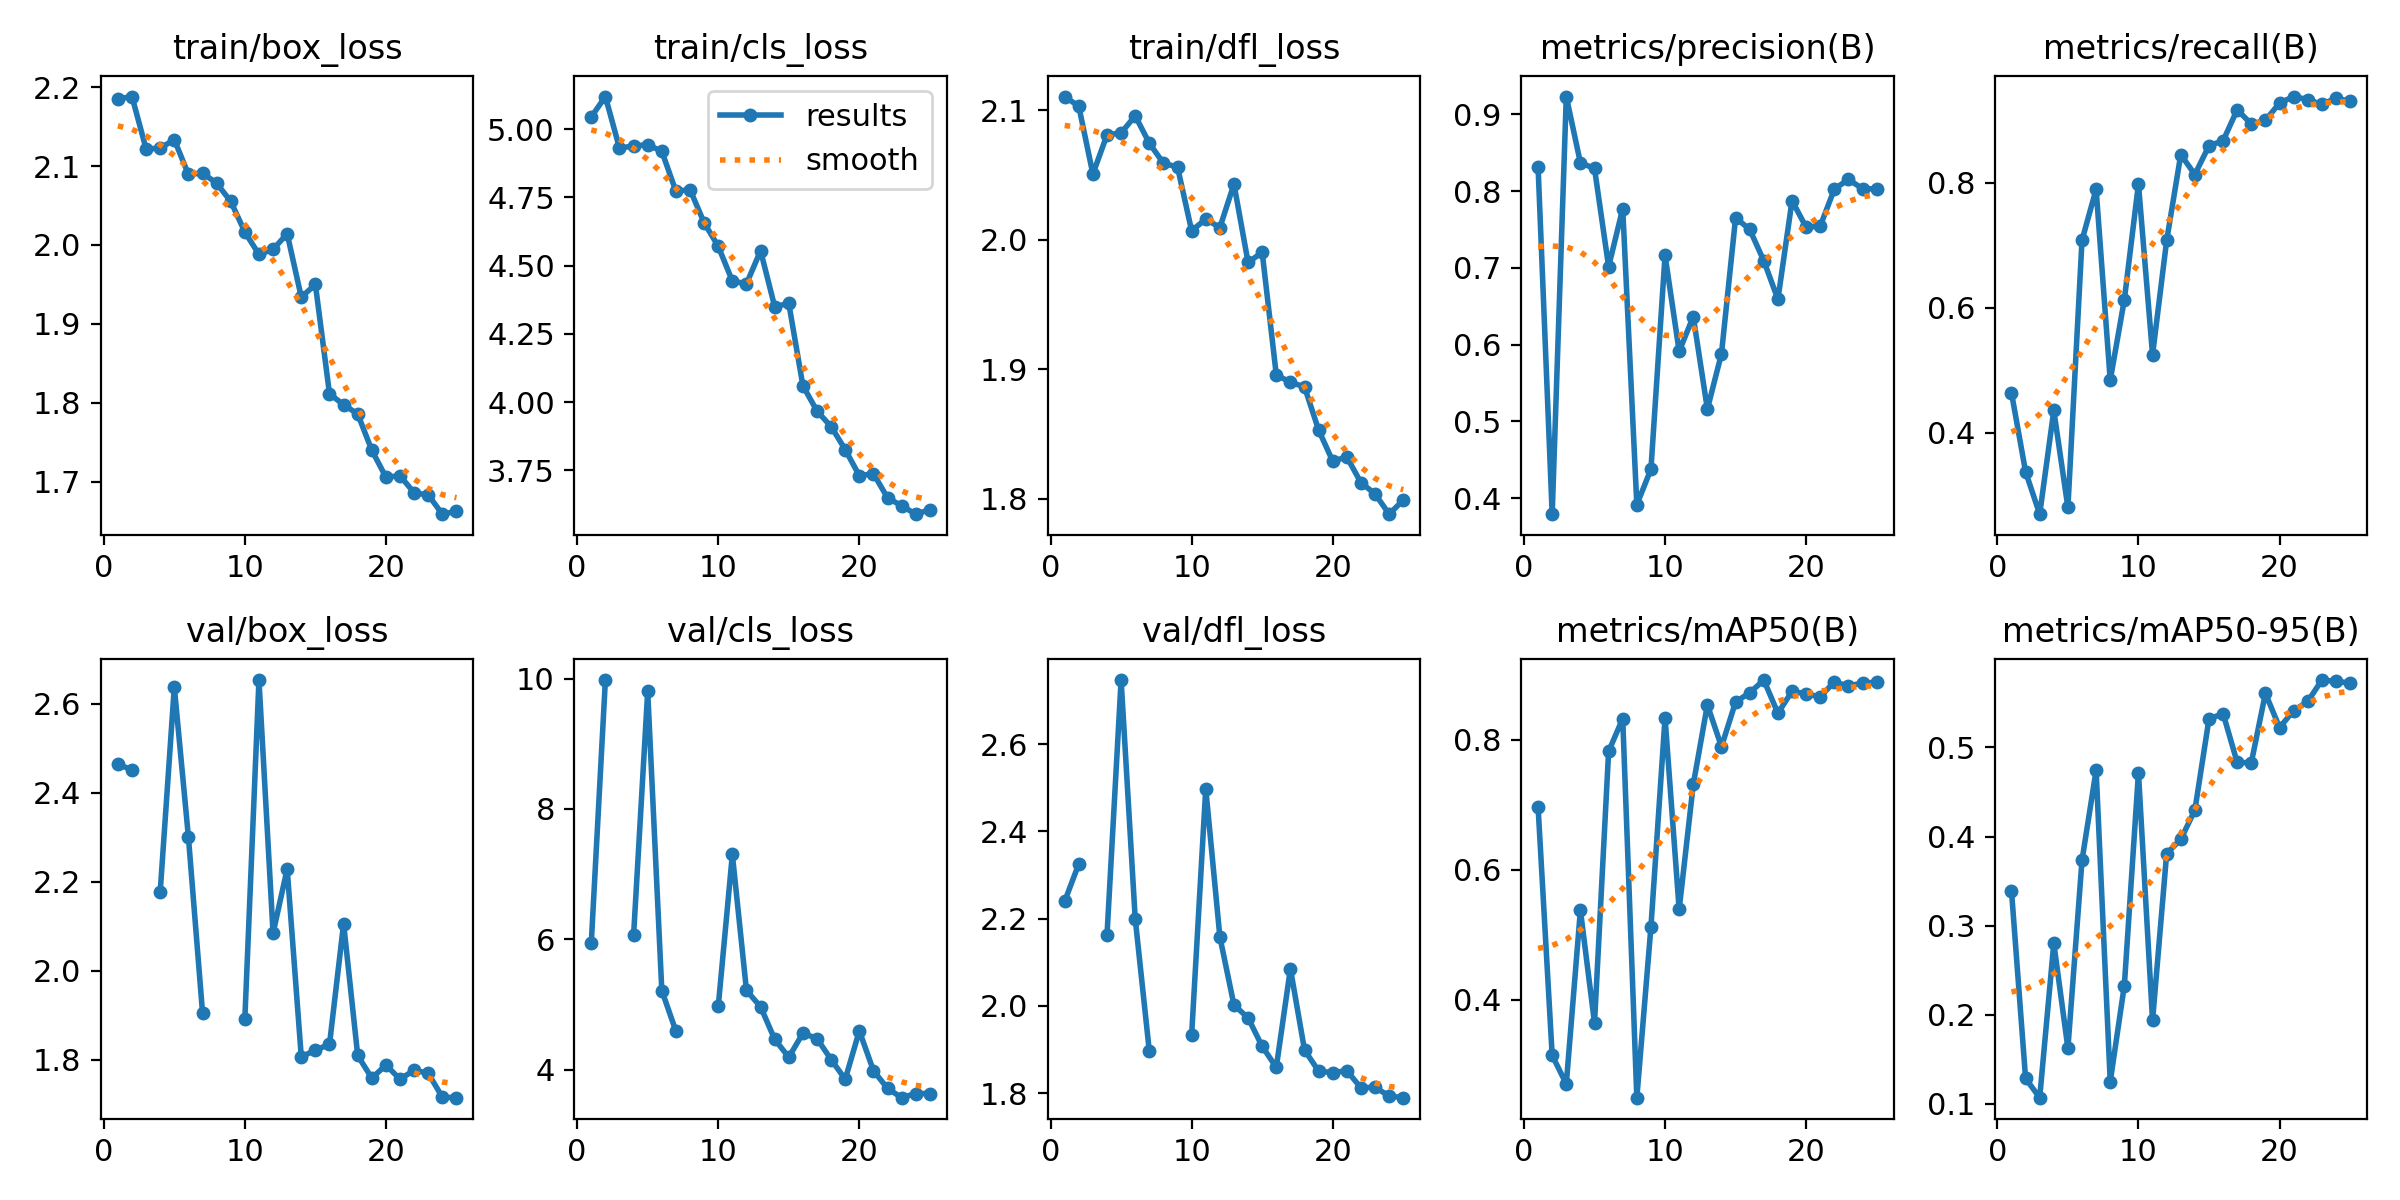 train/box_loss
2.2
2.1
2.0
1.9
1.8
1.7
0 10 20
train/cls_loss
results
smooth
5.00
4.75
4.50
4.25
4.00
3.75
0 10 20
train/dfl_loss
2.1
2.0
1.9
1.8
0 10 20
metrics/precision(B)
0.9
0.8
0.7
0.6
0.5
0.4
0 10 20
metrics/recall(B)
0.8
0.6
0.4
0 10 20
val/box_loss
2.6
2.4
2.2
2.0
1.8
0 10 20
val/cls_loss
10
8
6
4
0 10 20
val/dfl_loss
2.6
2.4
2.2
2.0
1.8
0 10 20
metrics/mAP50(B)
0.8
0.6
0.4
0 10 20
metrics/mAP50-95(B)
0.5
0.4
0.3
0.2
0.1
0 10 20